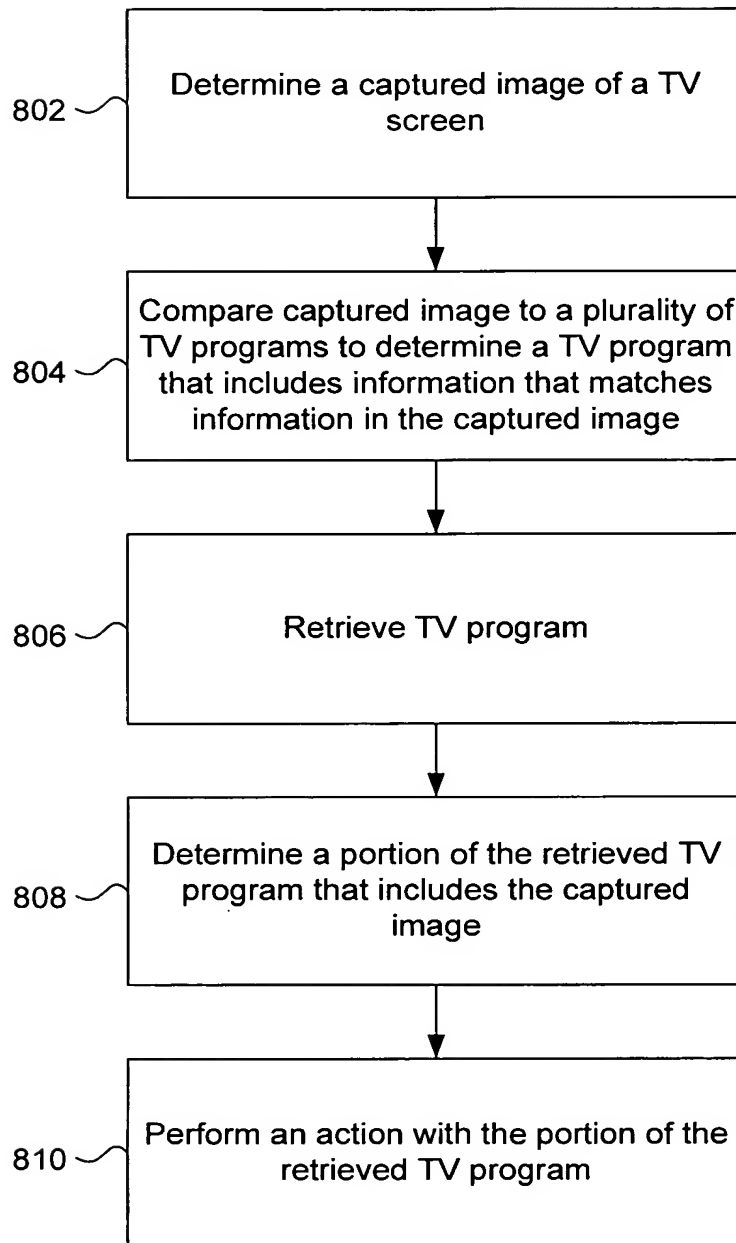 802
Determine a captured image of a TV
screen
804
Compare captured image to a plurality of
TV programs to determine a TV program
that includes information that matches
information in the captured image
806
Retrieve TV program
808
Determine a portion of the retrieved TV
program that includes the captured
image
810
Perform an action with the portion of the
retrieved TV program